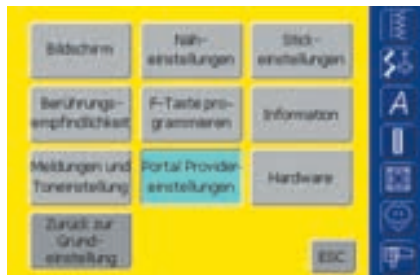 Bildschirm
Näh-
einstellungen
Stick-
einstellungen
Berührungs-
empfindlichkeit
F-Taste pro-
grammieren
Information
Meldungen und
Toneinstellung
Portal Provider-
einstellungen
Hardware
Zurück zur
Grund-
einstellung
ESC
A